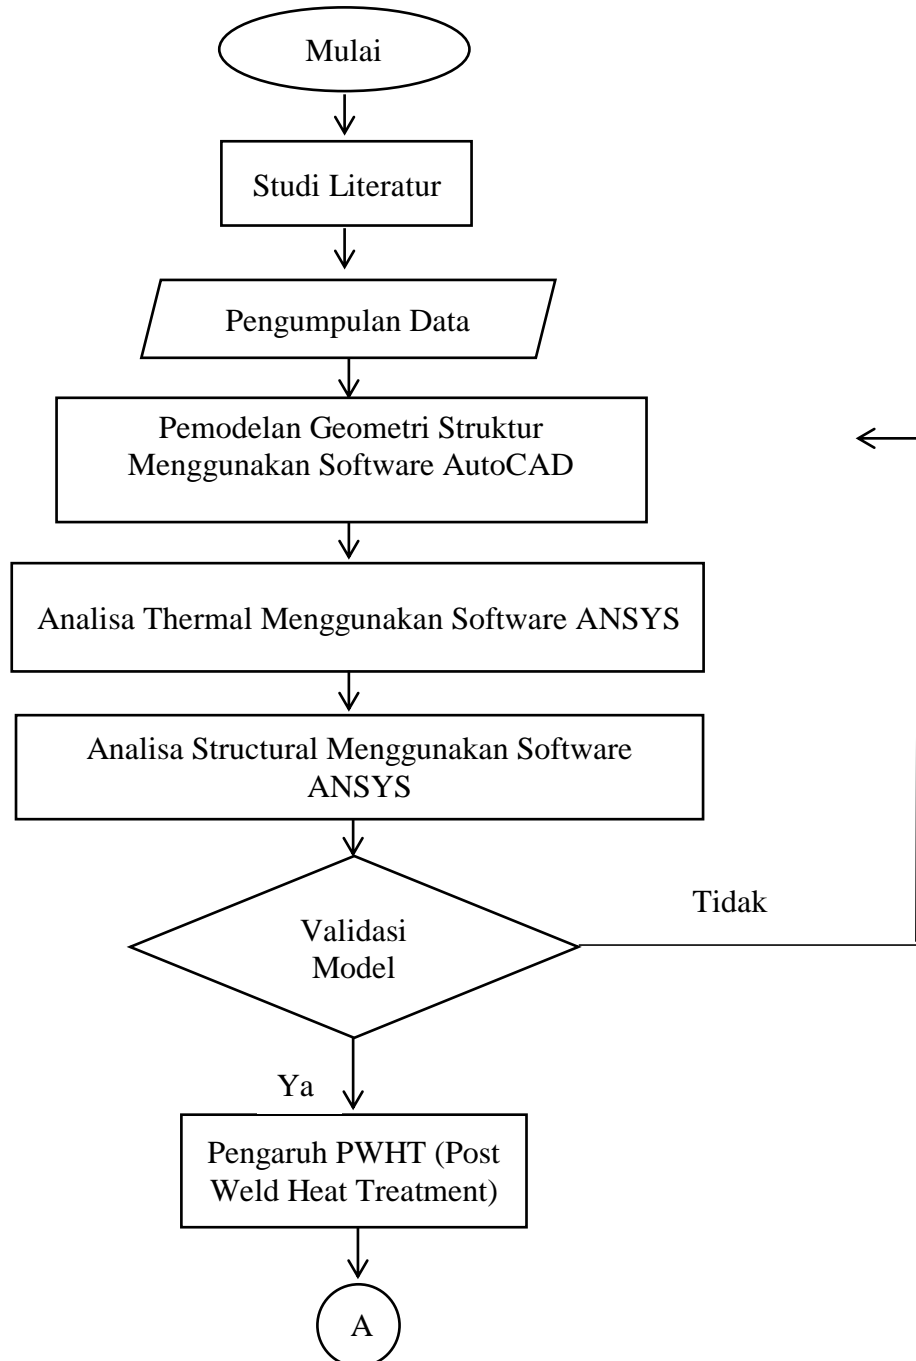 Mulai
Studi Literatur
Pengumpulan Data
Pemodelan Geometri Struktur
Menggunakan Software AutoCAD
Analisa Thermal Menggunakan Software ANSYS
Analisa Structural Menggunakan Software
ANSYS
Tidak
Validasi
Model
Ya
Pengaruh PWHT (Post
Weld Heat Treatment)
A